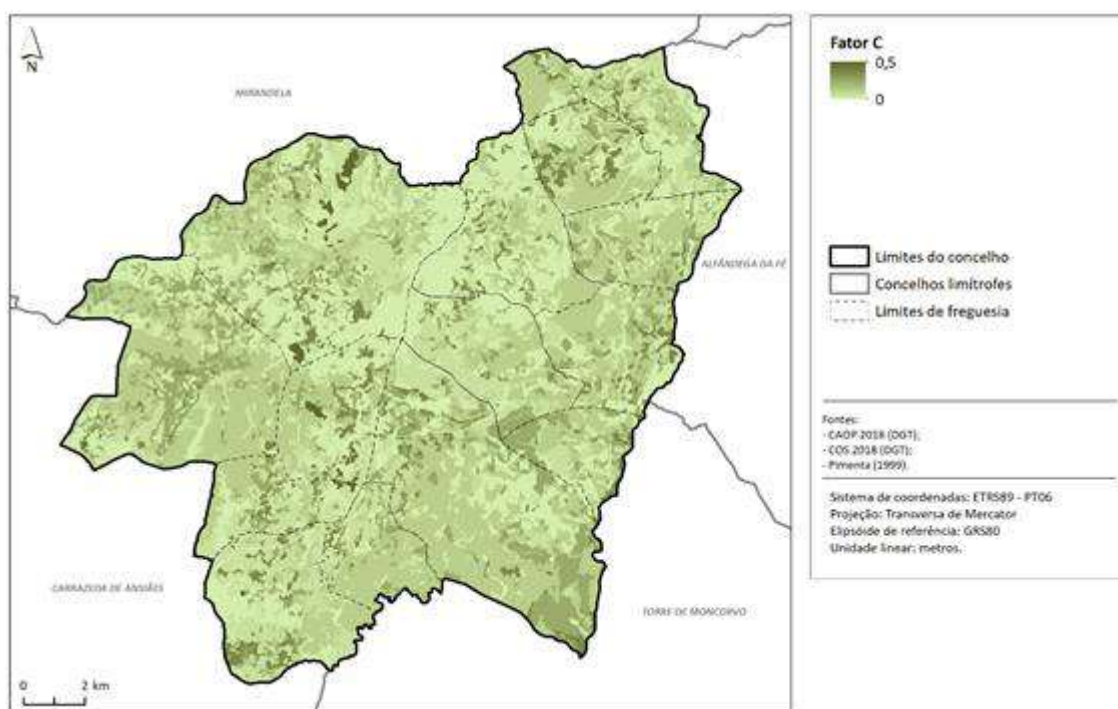 N
MIRANDELA
ALFÂNDEGA DA FÉ
CARRAZEDA DE ANSIÃES
TORRE DE MONCORVO
0 2 km
Fator C
0,5
0
Limites do concelho
Concelhos limítrofes
Limites de freguesia
Fontes:
- CAOP 2018 (DGT);
- COS 2018 (DGT);
- Pimenta (1999).
Sistema de coordenadas: ETRS89 - PT06
Projeção: Transversa de Mercator
Elipsóide de referência: GRS80
Unidade linear: metros.